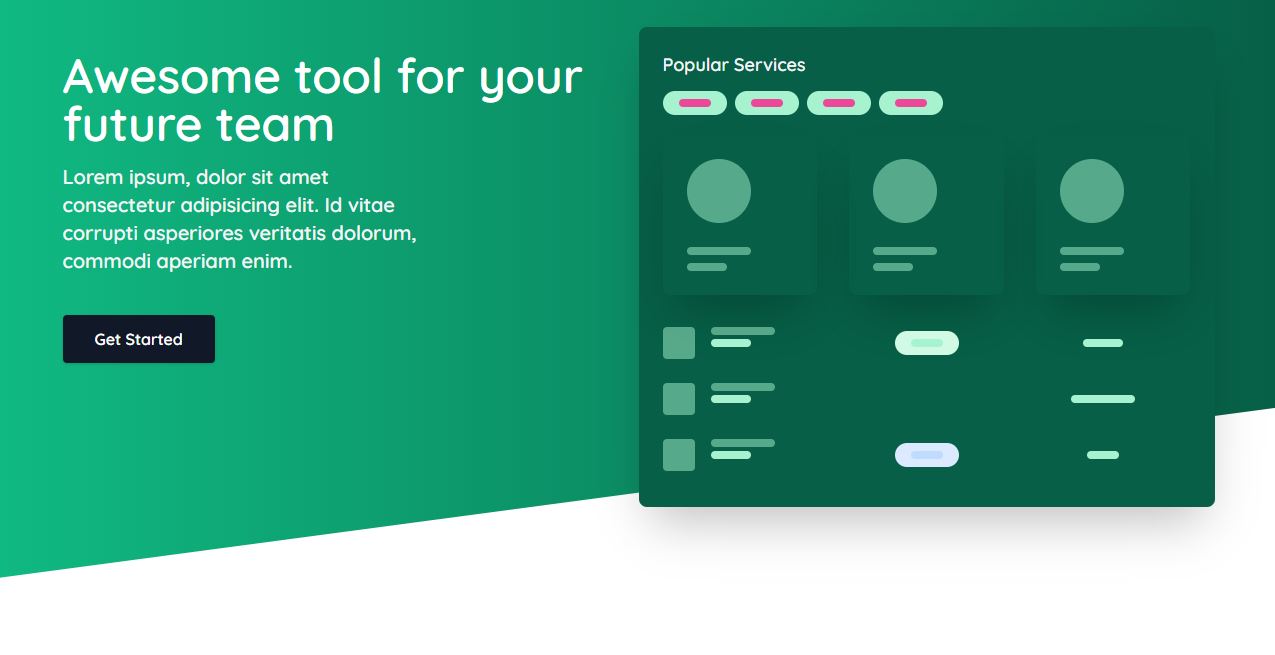 Awesome tool for your
future team
Lorem ipsum, dolor sit amet
consectetur adipisicing elit. Id vitae
corrupti asperiores veritatis dolorum,
commodi aperiam enim.
Get Started
Popular Services